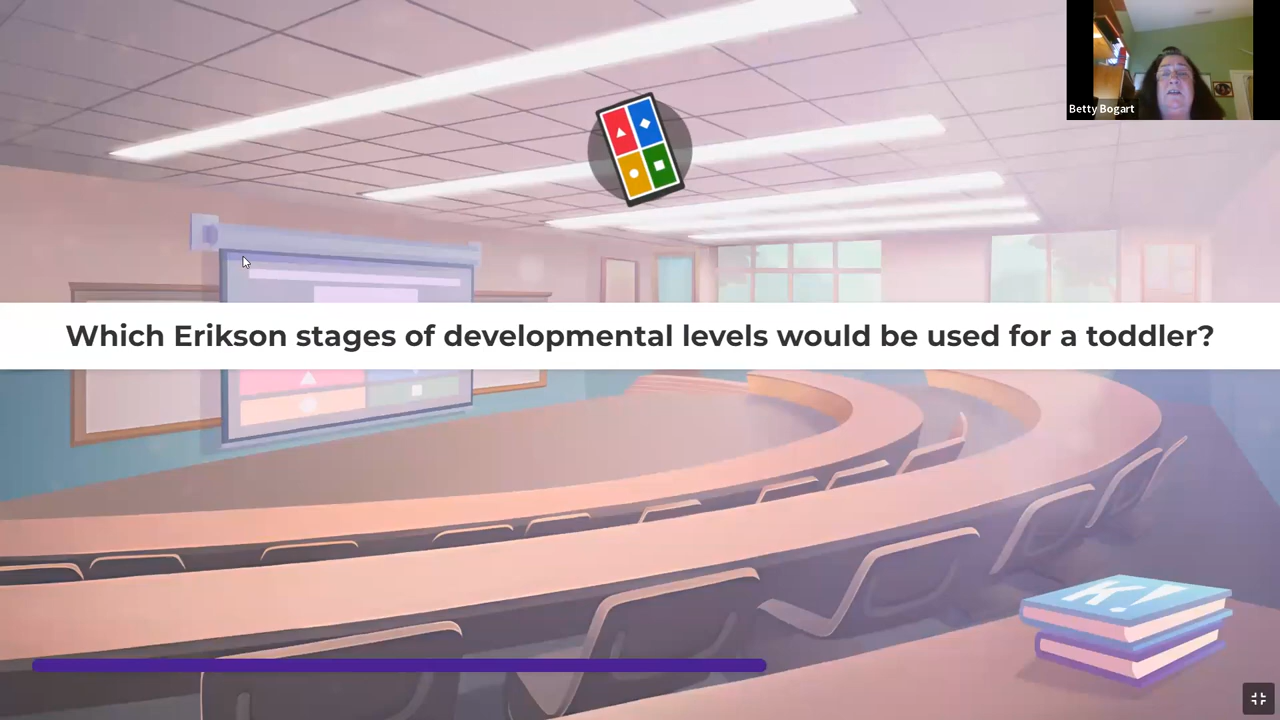 Betty Bogart
Which Erikson stages of developmental levels would be used for a toddler?
K!